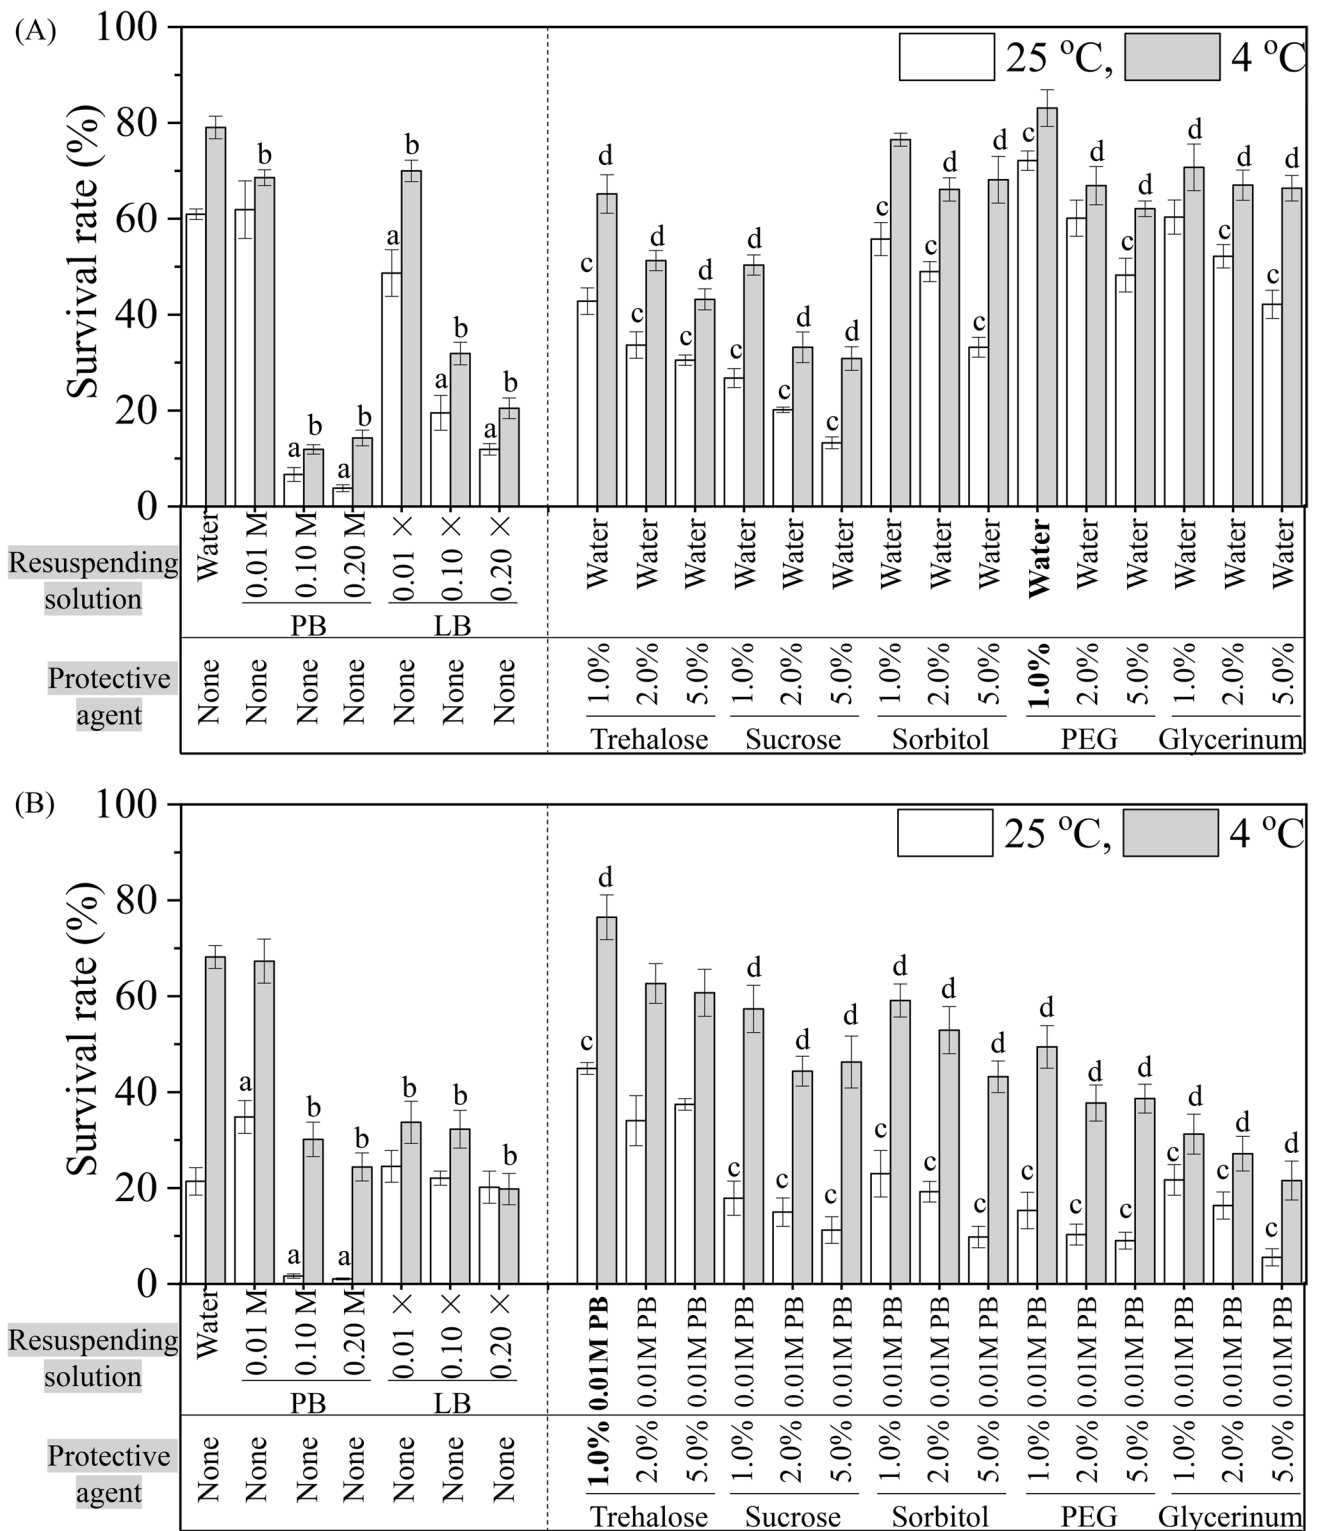 (A)
100
80
60
40
20
0
Survival rate (%)
25 ºC, 4 ºC
b
b
b
b
b
b
a
a
a
a
a
d
d
d
d
d
d
d
d
d
d
d
d
d
c
c
c
c
c
c
c
c
c
c
c
c
c
Resuspending
solution
Water 0.01 M 0.10 M 0.20 M 0.01 × 0.10 × 0.20 × Water Water Water Water Water Water Water Water Water Water Water Water Water Water Water
PB LB
Protective
agent
None None None None None None None 1.0% 2.0% 5.0% 1.0% 2.0% 5.0% 1.0% 2.0% 5.0% 1.0% 2.0% 5.0% 1.0% 2.0% 5.0%
Trehalose Sucrose Sorbitol PEG Glycerinum
(B)
100
80
60
40
20
0
Survival rate (%)
25 ºC, 4 ºC
a
a
a
b
b
b
b
b
d
d
d
d
d
d
d
d
d
d
d
d
d
c
c
c
c
c
c
c
c
c
c
c
c
c
Resuspending
solution
Water 0.01 M 0.10 M 0.20 M 0.01 × 0.10 × 0.20 × 0.01M PB 0.01M PB 0.01M PB 0.01M PB 0.01M PB 0.01M PB 0.01M PB 0.01M PB 0.01M PB 0.01M PB 0.01M PB 0.01M PB 0.01M PB 0.01M PB 0.01M PB
PB LB
Protective
agent
None None None None None None None 1.0% 2.0% 5.0% 1.0% 2.0% 5.0% 1.0% 2.0% 5.0% 1.0% 2.0% 5.0% 1.0% 2.0% 5.0%
Trehalose Sucrose Sorbitol PEG Glycerinum